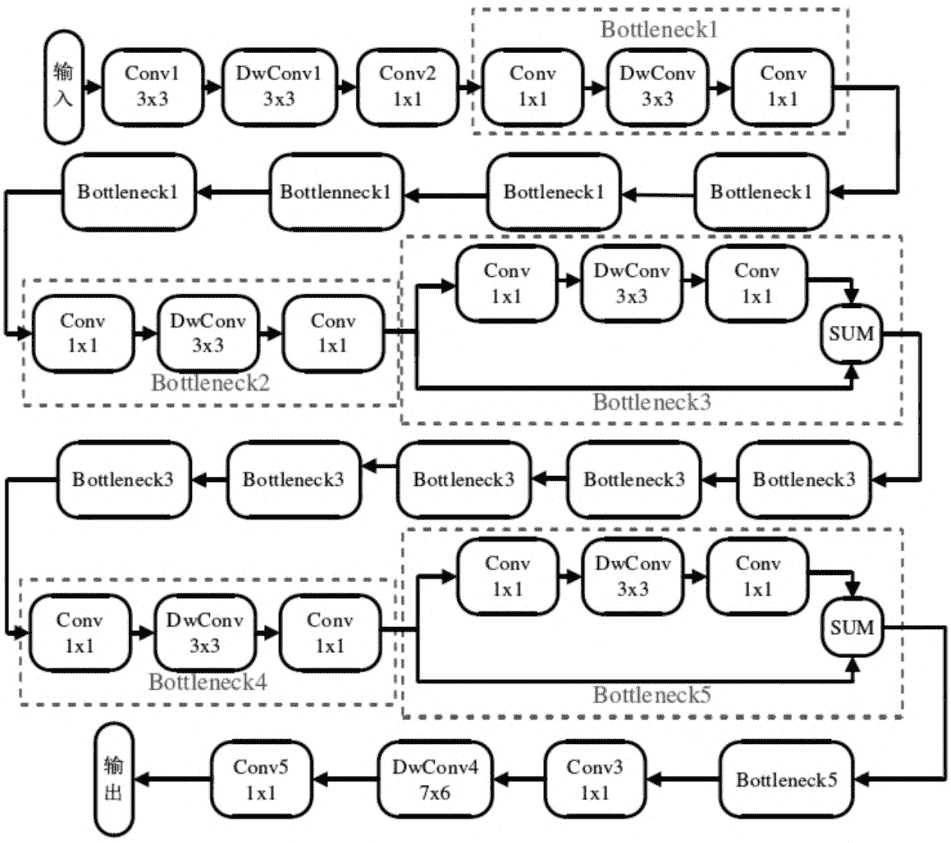 Bottleneck1
输入
Conv1
3x3
DwConv1
3x3
Conv2
1x1
Conv
1x1
DwConv
3x3
Conv
1x1
Bottleneck1
Bottlenneck1
Bottleneck1
Bottleneck1
Conv
1x1
DwConv
3x3
Conv
1x1
Bottleneck2
Conv
1x1
DwConv
3x3
Conv
1x1
SUM
Bottleneck3
Bottleneck3
Bottleneck3
Bottleneck3
Bottleneck3
Bottleneck3
Conv
1x1
DwConv
3x3
Conv
1x1
Bottleneck4
Conv
1x1
DwConv
3x3
Conv
1x1
SUM
Bottleneck5
输出
Conv5
1x1
DwConv4
7x6
Conv3
1x1
Bottleneck5